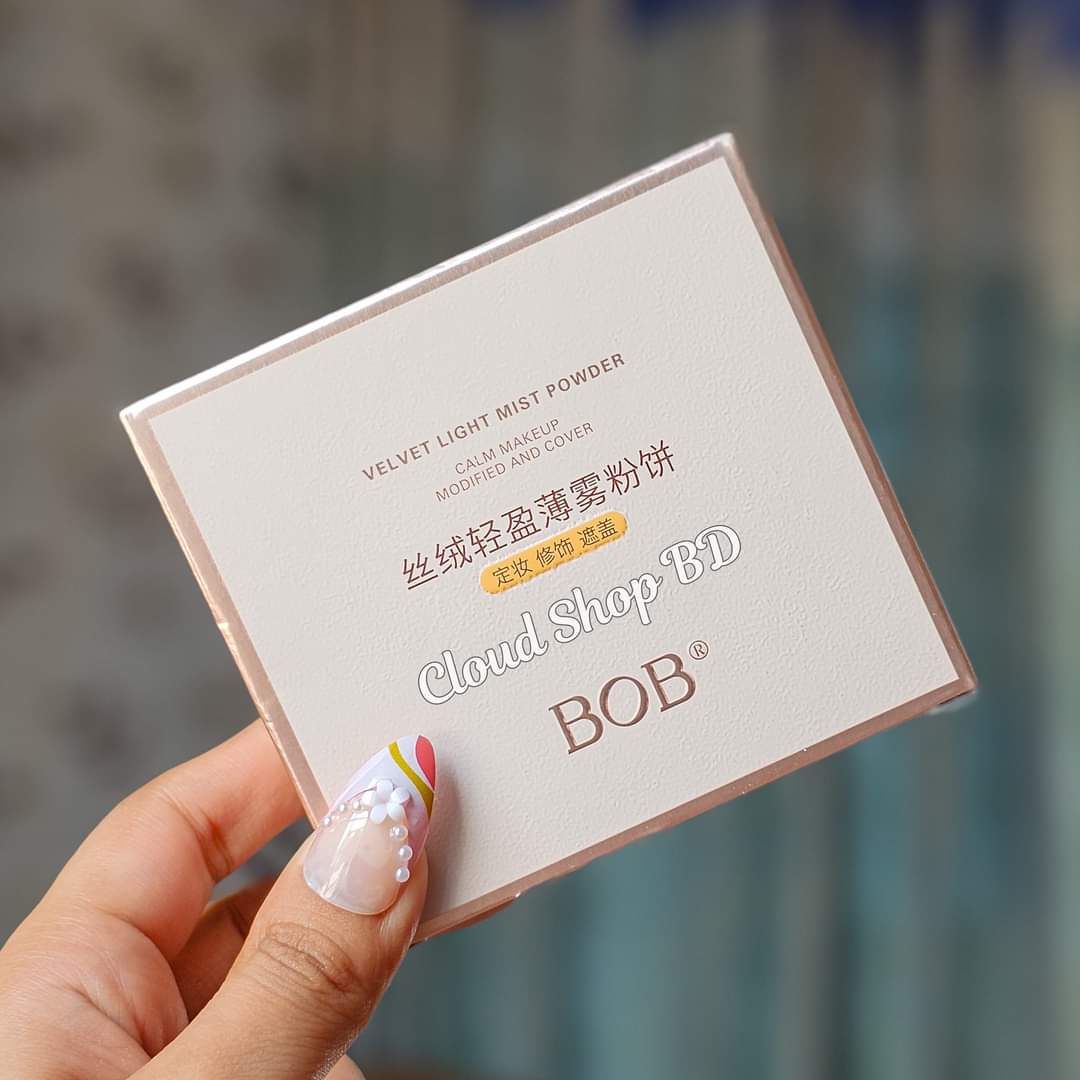 VELVET LIGHT MIST POWDER
CALM MAKEUP
MODIFIED AND COVER
丝绒轻盈薄雾粉饼
定妆 修饰 遮盖
Cloud Shop BD
BOB®